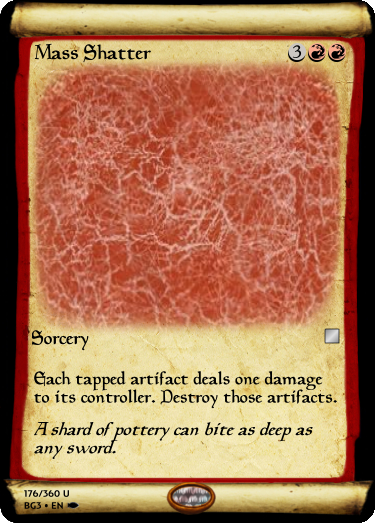 Mass Shatter 3
Sorcery
Each tapped artifact deals one damage
to its controller. Destroy those artifacts.
A shard of pottery can bite as deep as
any sword.
176/360 U
BG3 • EN